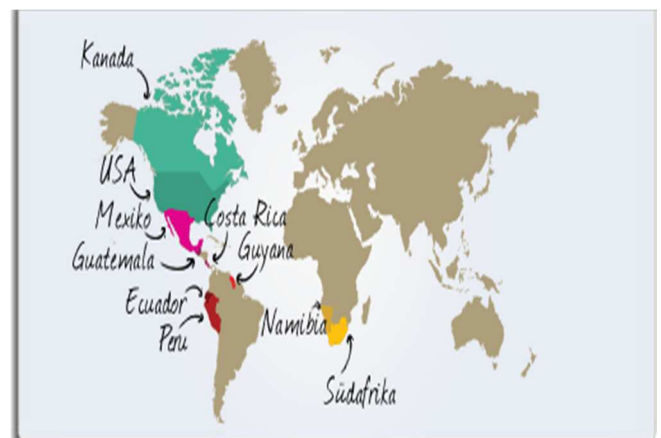 Kanada
USA
Mexiko
Costa Rica
Guatemala
Guyana
Ecuador
Peru
Namibia
Südafrika